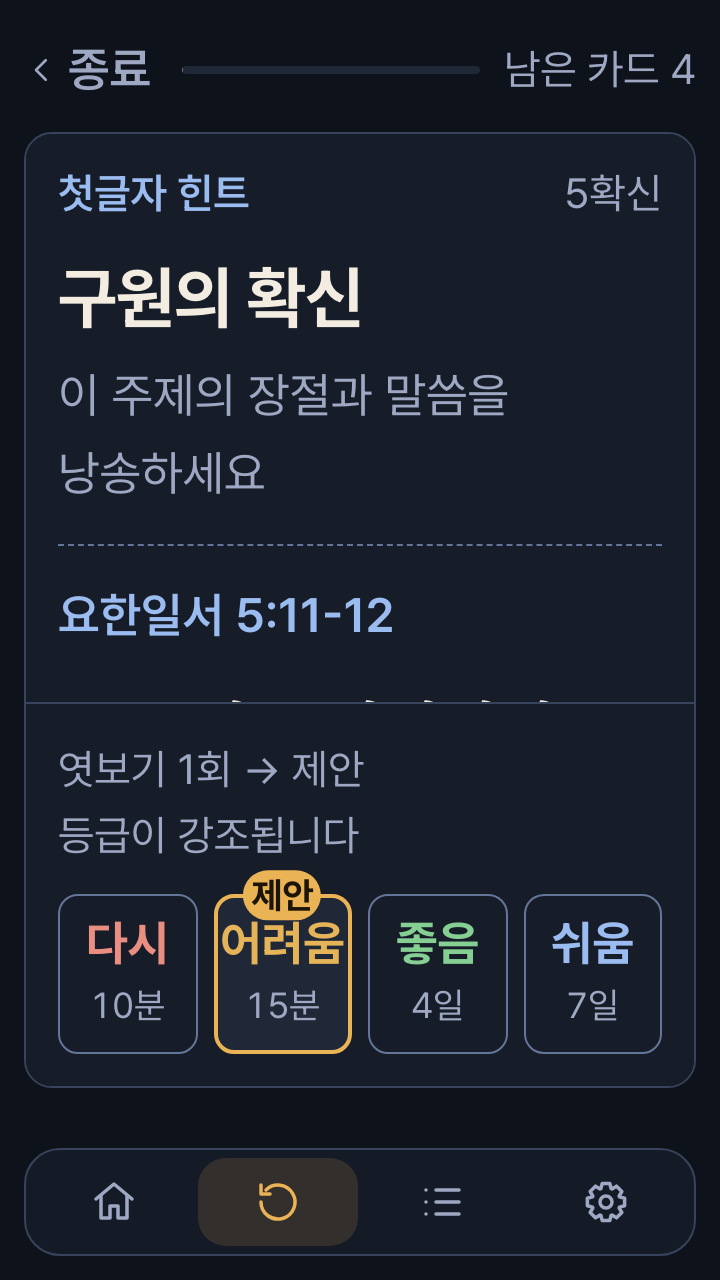 종료
남은 카드 4
첫글자 힌트
5확신
구원의 확신
이 주제의 장절과 말씀을
낭송하세요
요한일서 5:11-12
엿보기 1회 → 제안
등급이 강조됩니다
제안
다시
어려움
좋음
쉬움
10분
15분
4일
7일